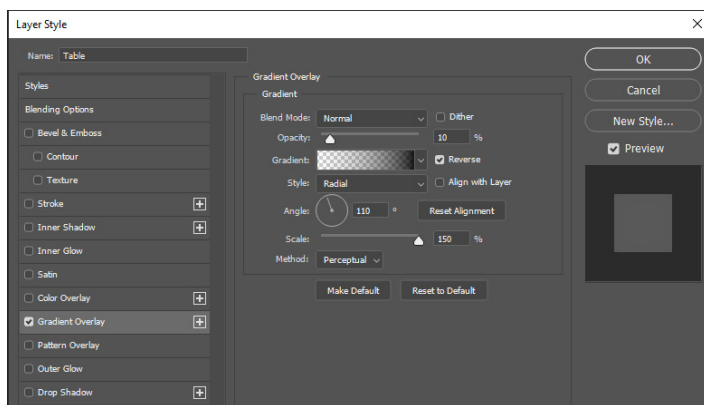 Layer Style
Name: Table
Styles
Blending Options
Bevel & Emboss
Contour
Texture
Stroke
Inner Shadow
Inner Glow
Satin
Color Overlay
Gradient Overlay
Pattern Overlay
Outer Glow
Drop Shadow
Gradient Overlay
Gradient
Blend Mode: Normal Dither
Opacity: 10 %
Gradient: Reverse
Style: Radial Align with Layer
Angle: 110 ° Reset Alignment
Scale: 150 %
Method: Perceptual
Make Default Reset to Default
OK
Cancel
New Style...
Preview